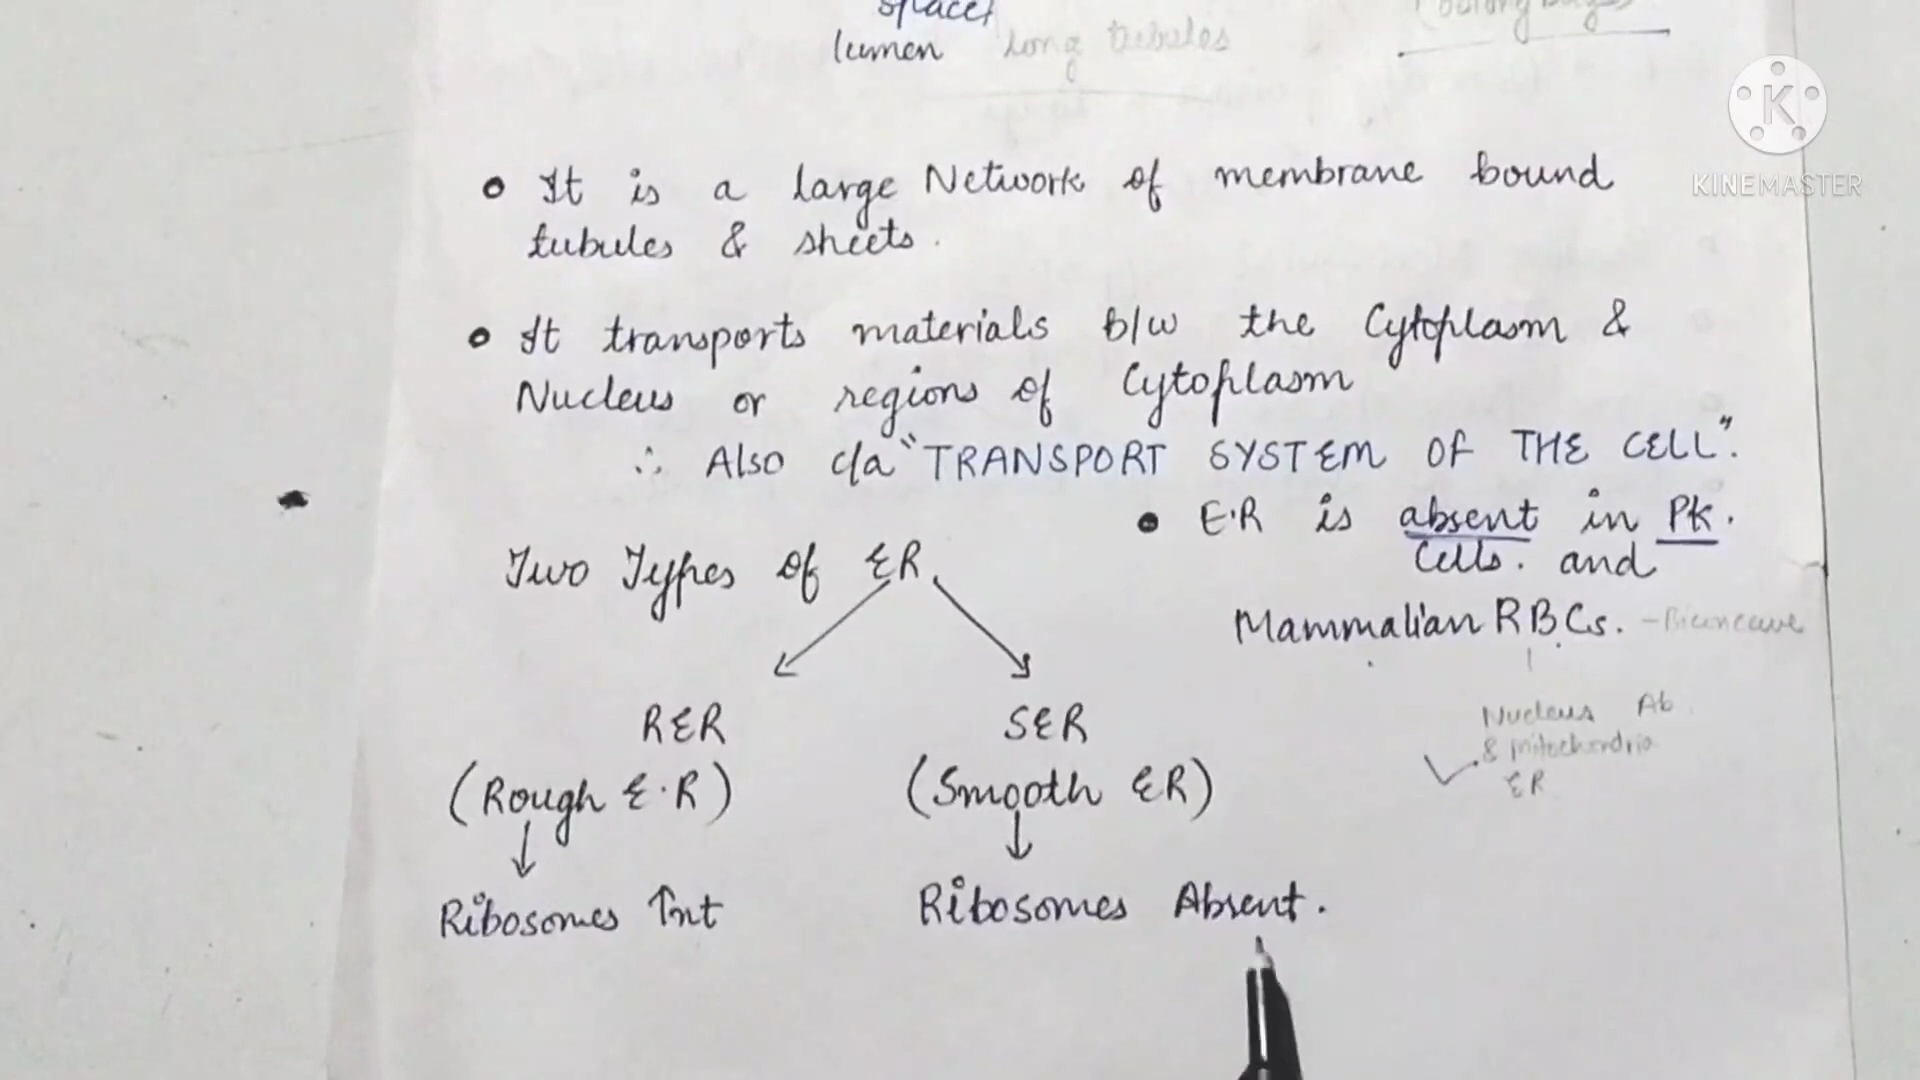 space/
lumen long tubules
KINEMASTER
• It is a large Network of membrane bound
tubules & sheets.
• It transports materials b/w the Cytoplasm &
Nucleus or regions of Cytoplasm
∴ Also c/a "TRANSPORT SYSTEM OF THE CELL".
• E.R is absent in Pk.
Cells. and
Mammalian RBCs. - Biconcave
Two Types of ER
Nucleus Ab
& mitochondria
ER
RER SER
(Rough E.R) (Smooth ER)
Ribosomes Pnt Ribosomes Absent.